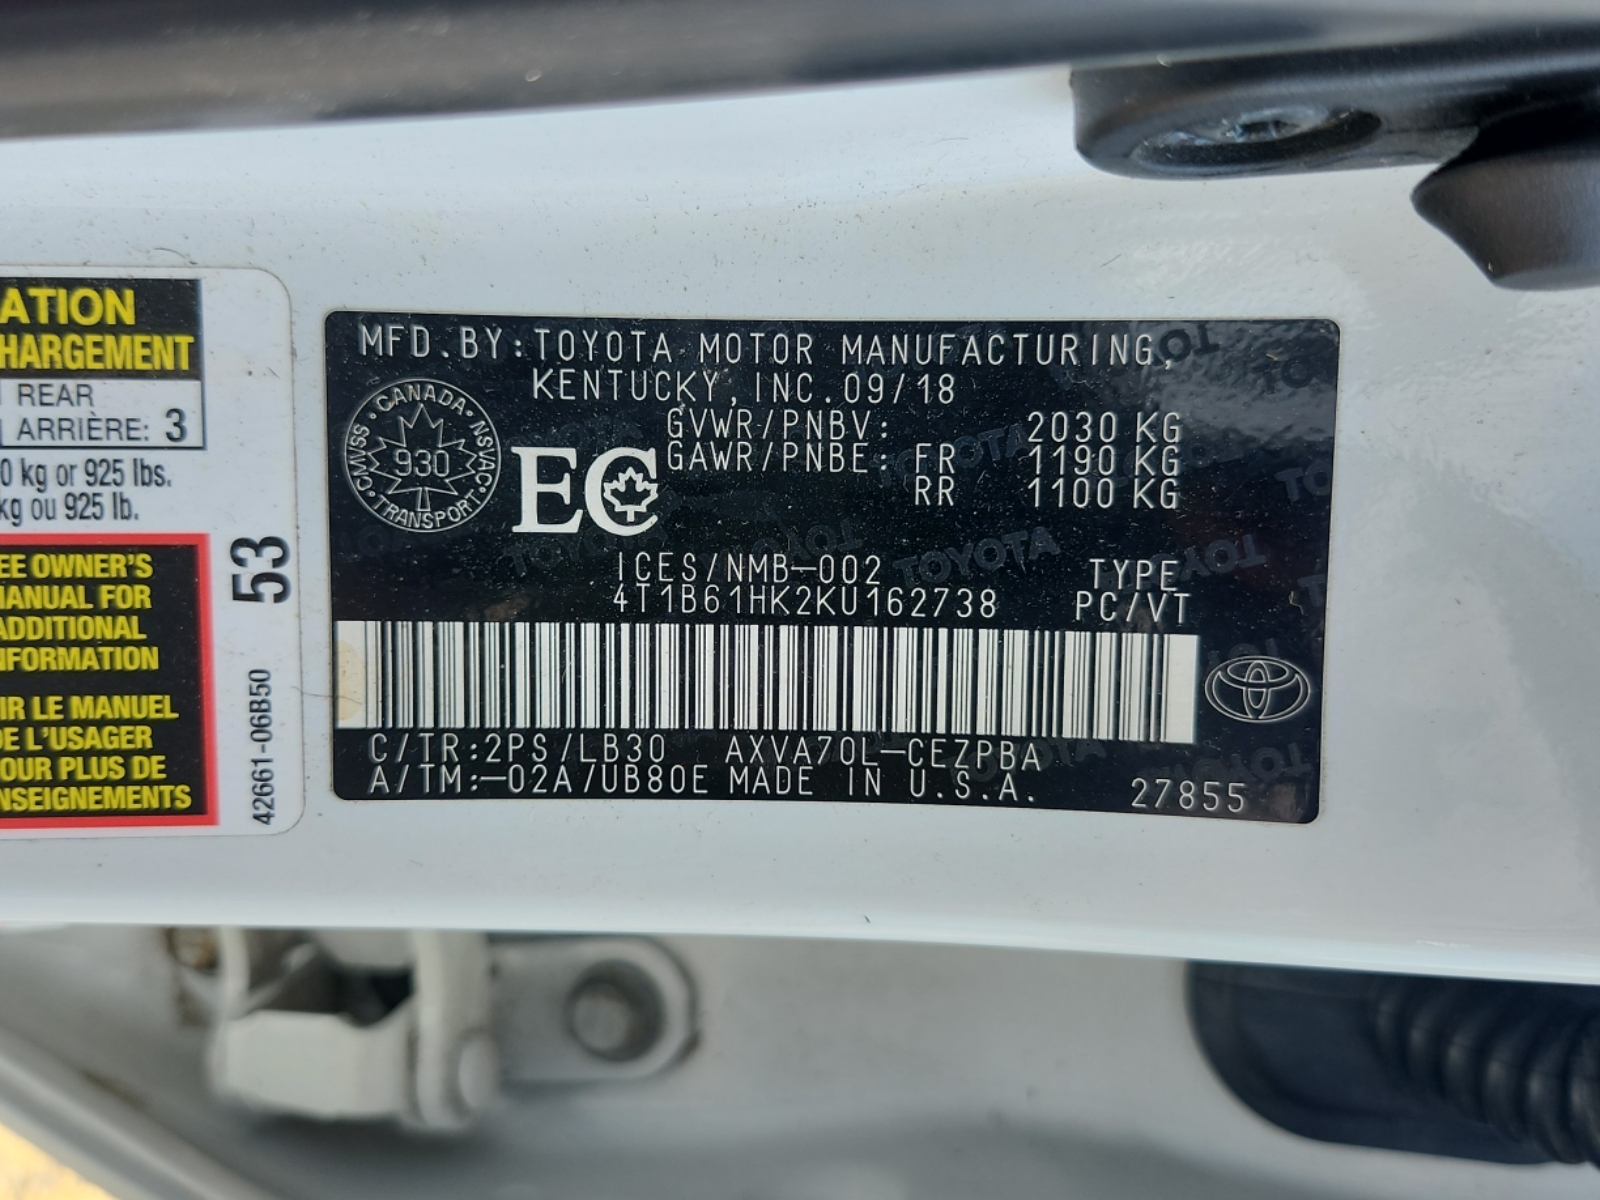 ATION
HARGEMENT
REAR
ARRIÈRE: 3
0 kg or 925 lbs.
kg ou 925 lb.
EE OWNER'S
MANUAL FOR
ADDITIONAL
NFORMATION
IR LE MANUEL
DE L'USAGER
OUR PLUS DE
NSEIGNEMENTS
53
42661-06B50
MFD.BY:TOYOTA MOTOR MANUFACTURING,
KENTUCKY, INC. 09/18
GVWR/PNBV: 2030 KG
GAWR/PNBE: FR 1190 KG
RR 1100 KG
CANADA
CMVSS
NSVAC
930
TRANSPORT
EC
ICES/NMB-002
TYPE
4T1B61HK2KU162738
PC/VT
C/TR:2PS/LB30 AXVA70L-CEZPBA
A/TM:-02A/UB80E MADE IN U.S.A.
27855
TOYOTA